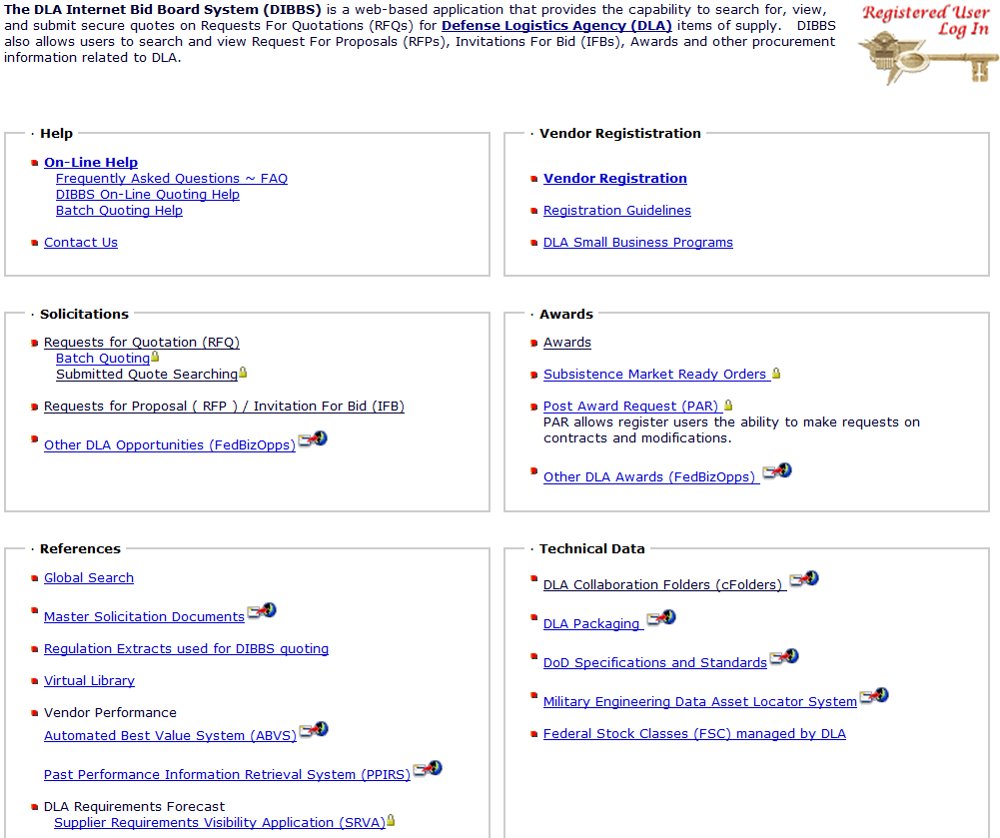 The DLA Internet Bid Board System (DIBBS) is a web-based application that provides the capability to search for, view,
and submit secure quotes on Requests For Quotations (RFQs) for Defense Logistics Agency (DLA) items of supply. DIBBS
also allows users to search and view Request For Proposals (RFPs), Invitations For Bid (IFBs), Awards and other procurement
information related to DLA.
Registered User
Log In
· Help
On-Line Help
Frequently Asked Questions ~ FAQ
DIBBS On-Line Quoting Help
Batch Quoting Help
Contact Us
· Vendor Regististration
Vendor Registration
Registration Guidelines
DLA Small Business Programs
· Solicitations
Requests for Quotation (RFQ)
Batch Quoting
Submitted Quote Searching
Requests for Proposal ( RFP ) / Invitation For Bid (IFB)
Other DLA Opportunities (FedBizOpps)
· Awards
Awards
Subsistence Market Ready Orders
Post Award Request (PAR)
PAR allows register users the ability to make requests on
contracts and modifications.
Other DLA Awards (FedBizOpps)
· References
Global Search
Master Solicitation Documents
Regulation Extracts used for DIBBS quoting
Virtual Library
Vendor Performance
Automated Best Value System (ABVS)
Past Performance Information Retrieval System (PPIRS)
DLA Requirements Forecast
Supplier Requirements Visibility Application (SRVA)
· Technical Data
DLA Collaboration Folders (cFolders)
DLA Packaging
DoD Specifications and Standards
Military Engineering Data Asset Locator System
Federal Stock Classes (FSC) managed by DLA